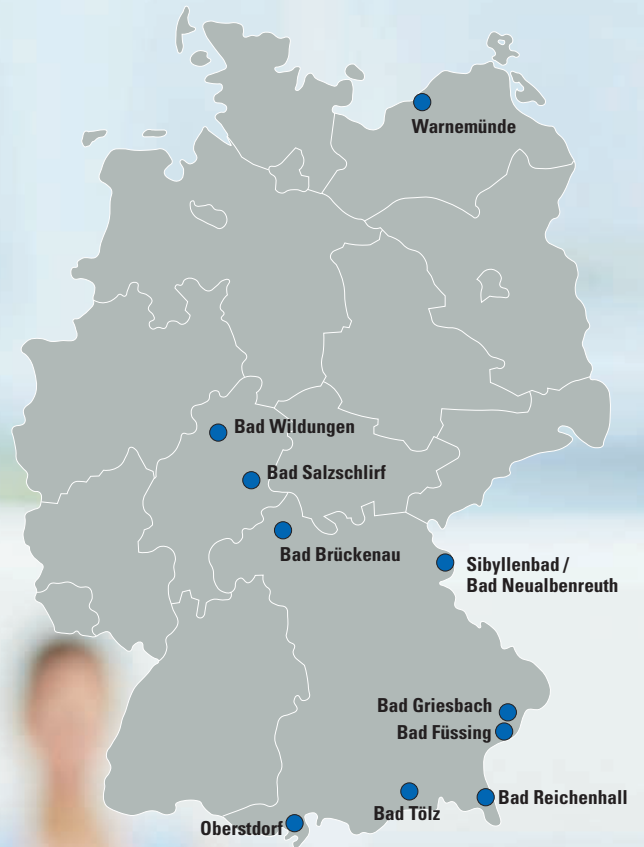 Warnemünde
Bad Wildungen
Bad Salzschlirf
Bad Brückenau
Sibyllenbad /
Bad Neualbenreuth
Bad Griesbach
Bad Füssing
Bad Reichenhall
Bad Tölz
Oberstdorf